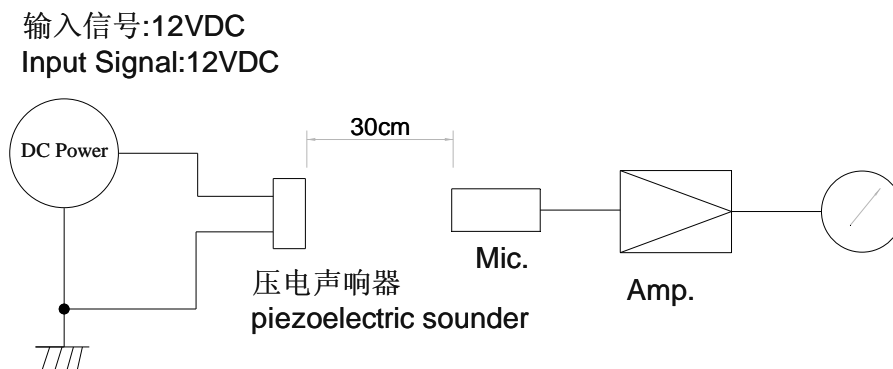 输入信号:12VDC
Input Signal:12VDC
DC Power
30cm
压电声响器
piezoelectric sounder
Mic.
Amp.